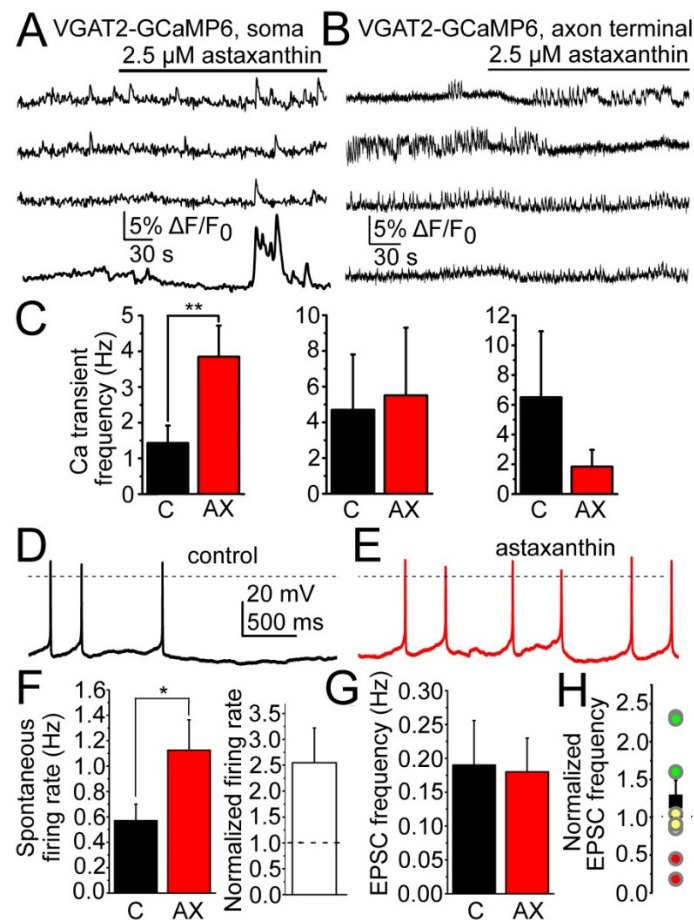 A VGAT2-GCaMP6, soma
2.5 µM astaxanthin
B VGAT2-GCaMP6, axon terminal
2.5 µM astaxanthin
5% ΔF/F0
30 s
5% ΔF/F0
30 s
C
Ca transient
frequency (Hz)
5
4
3
2
1
0
**
C AX
10
8
6
4
2
0
C AX
12
10
8
6
4
2
0
C AX
D control
20 mV
500 ms
E astaxanthin
F
Spontaneous
firing rate (Hz)
1.6
1.4
1.2
1.0
0.8
0.6
0.4
0.2
0.0
*
C AX
Normalized firing rate
3.5
3.0
2.5
2.0
1.5
1.0
0.5
0.0
G
EPSC frequency (Hz)
0.30
0.25
0.20
0.15
0.10
0.05
0.00
C AX
H
Normalized
EPSC frequency
2.5
2.0
1.5
1.0
0.5
0.0